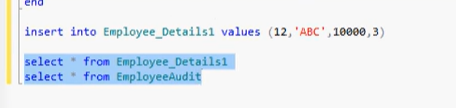 end
insert into Employee_Details1 values (12,'ABC',10000,3)
select * from Employee_Details1
select * from EmployeeAudit